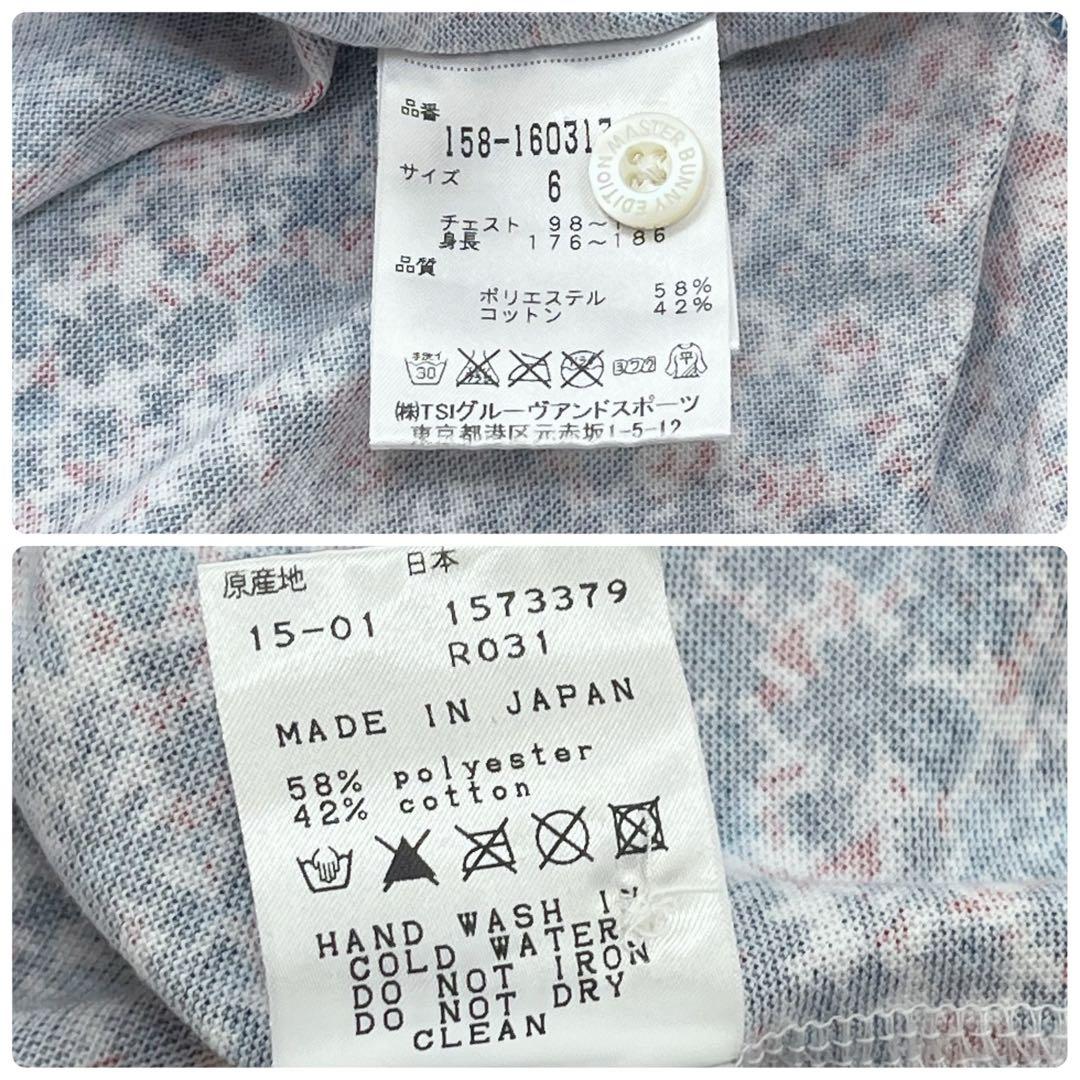 品番
158-160317
サイズ
6
チェスト 98~
身長 176~186
品質
ポリエステル 58%
コットン 42%
手洗イ
30
ヨワク
平
㈱TSIグルーヴアンドスポーツ
東京都港区元赤坂1-5-12
MASTER BUNNY EDITION
原産地 日本
15-01 1573379
R031
MADE IN JAPAN
58% polyester
42% cotton
HAND WASH IN
COLD WATER
DO NOT IRON
DO NOT DRY
CLEAN